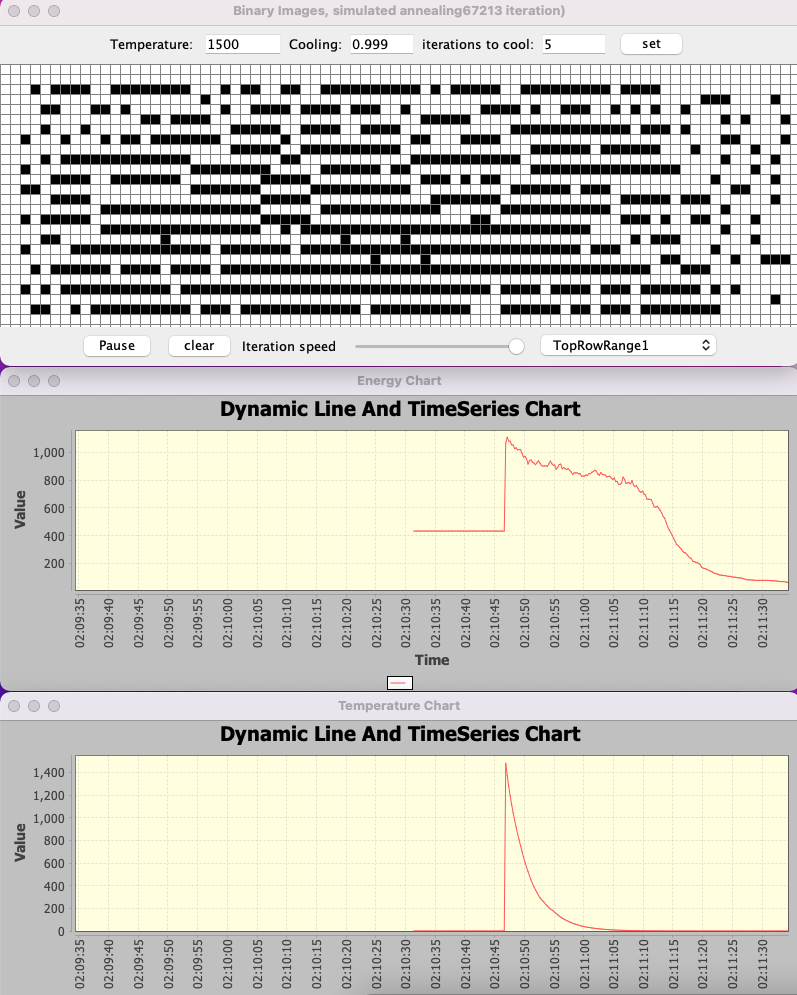 Binary Images, simulated annealing67213 iteration)
Temperature: 1500 Cooling: 0.999 iterations to cool: 5 set
Pause clear Iteration speed TopRowRange1
Energy Chart
Dynamic Line And TimeSeries Chart
1,000
800
600
400
200
Value
02:09:35 02:09:40 02:09:45 02:09:50 02:09:55 02:10:00 02:10:05 02:10:10 02:10:15 02:10:20 02:10:25 02:10:30 02:10:35 02:10:40 02:10:45 02:10:50 02:10:55 02:11:00 02:11:05 02:11:10 02:11:15 02:11:20 02:11:25 02:11:30
Time
Temperature Chart
Dynamic Line And TimeSeries Chart
1,400
1,200
1,000
800
600
400
200
0
Value
02:09:35 02:09:40 02:09:45 02:09:50 02:09:55 02:10:00 02:10:05 02:10:10 02:10:15 02:10:20 02:10:25 02:10:30 02:10:35 02:10:40 02:10:45 02:10:50 02:10:55 02:11:00 02:11:05 02:11:10 02:11:15 02:11:20 02:11:25 02:11:30